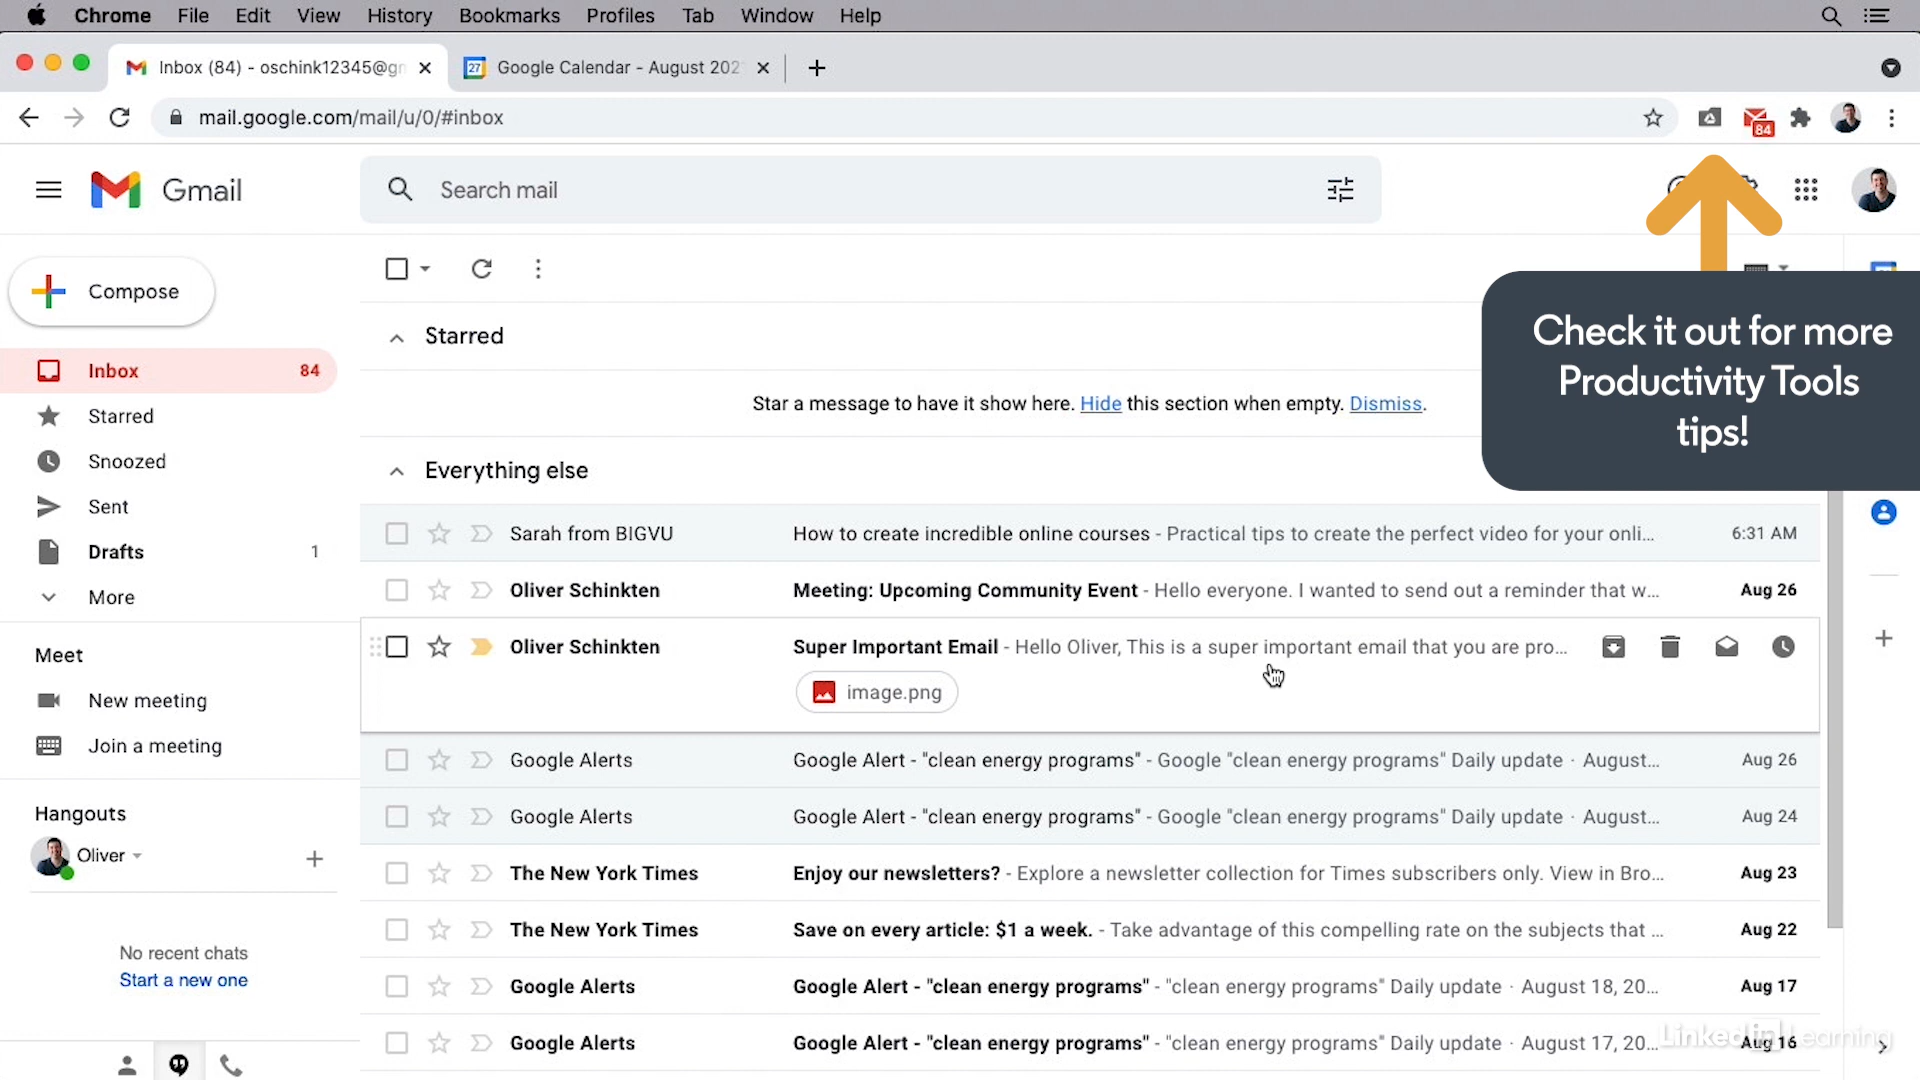 Chrome File Edit View History Bookmarks Profiles Tab Window Help
Inbox (84) - oschink12345@gm
27 Google Calendar - August 202
mail.google.com/mail/u/0/#inbox
84
Gmail
Search mail
Compose
Check it out for more
Productivity Tools
tips!
Inbox 84
Starred
Snoozed
Sent
Drafts 1
More
Meet
New meeting
Join a meeting
Hangouts
Oliver
No recent chats
Start a new one
Starred
Star a message to have it show here. Hide this section when empty. Dismiss.
Everything else
Sarah from BIGVU How to create incredible online courses - Practical tips to create the perfect video for your onli... 6:31 AM
Oliver Schinkten Meeting: Upcoming Community Event - Hello everyone. I wanted to send out a reminder that w... Aug 26
Oliver Schinkten Super Important Email - Hello Oliver, This is a super important email that you are pro...
image.png
Google Alerts Google Alert - "clean energy programs" - Google "clean energy programs" Daily update · August... Aug 26
Google Alerts Google Alert - "clean energy programs" - Google "clean energy programs" Daily update · August... Aug 24
The New York Times Enjoy our newsletters? - Explore a newsletter collection for Times subscribers only. View in Bro... Aug 23
The New York Times Save on every article: $1 a week. - Take advantage of this compelling rate on the subjects that ... Aug 22
Google Alerts Google Alert - "clean energy programs" - "clean energy programs" Daily update · August 18, 20... Aug 17
Google Alerts Google Alert - "clean energy programs" - "clean energy programs" Daily update · August 17, 20... Aug 16
LinkedIn Learning